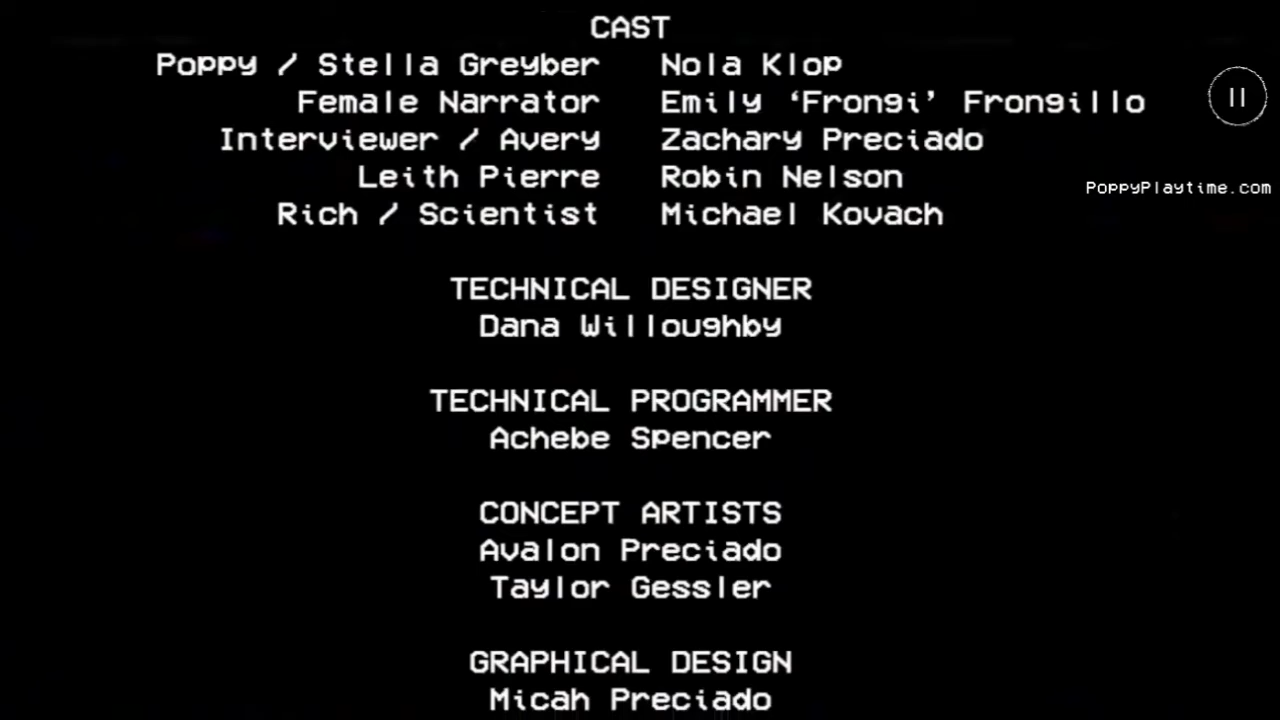 CAST
Poppy / Stella Greyber Nola Klop
Female Narrator Emily ‘Frongi’ Frongillo
Interviewer / Avery Zachary Preciado
Leith Pierre Robin Nelson
PoppyPlaytime.com
Rich / Scientist Michael Kovach
TECHNICAL DESIGNER
Dana Willoughby
TECHNICAL PROGRAMMER
Achebe Spencer
CONCEPT ARTISTS
Avalon Preciado
Taylor Gessler
GRAPHICAL DESIGN
Micah Preciado